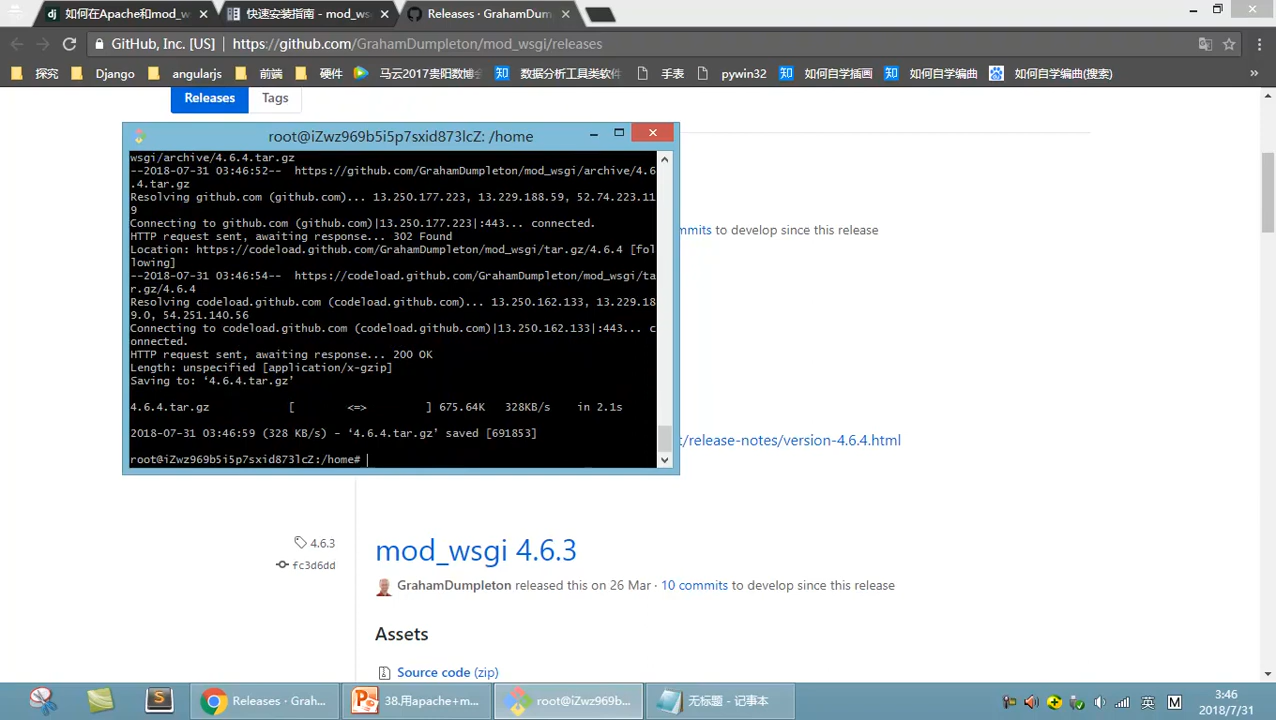 如何在Apache和mod_w
快速安装指南 - mod_ws
Releases · GrahamDum
GitHub, Inc. [US] https://github.com/GrahamDumpleton/mod_wsgi/releases
探究 Django angularjs 前端 硬件 马云2017贵阳数博会 数据分析工具类软件 手表 pywin32 如何自学插画 如何自学编曲 如何自学编曲(搜索) »
Releases Tags
root@iZwz969b5i5p7sxid873lcZ: /home
wsgi/archive/4.6.4.tar.gz
--2018-07-31 03:46:52-- https://github.com/GrahamDumpleton/mod_wsgi/archive/4.6
.4.tar.gz
Resolving github.com (github.com)... 13.250.177.223, 13.229.188.59, 52.74.223.11
9
Connecting to github.com (github.com)|13.250.177.223|:443... connected.
HTTP request sent, awaiting response... 302 Found
Location: https://codeload.github.com/GrahamDumpleton/mod_wsgi/tar.gz/4.6.4 [fol
lowing]
--2018-07-31 03:46:54-- https://codeload.github.com/GrahamDumpleton/mod_wsgi/ta
r.gz/4.6.4
Resolving codeload.github.com (codeload.github.com)... 13.250.162.133, 13.229.18
9.0, 54.251.140.56
Connecting to codeload.github.com (codeload.github.com)|13.250.162.133|:443... c
onnected.
HTTP request sent, awaiting response... 200 OK
Length: unspecified [application/x-gzip]
Saving to: ‘4.6.4.tar.gz’
4.6.4.tar.gz [ <=> ] 675.64K 328KB/s in 2.1s
2018-07-31 03:46:59 (328 KB/s) - ‘4.6.4.tar.gz’ saved [691853]
root@iZwz969b5i5p7sxid873lcZ:/home#
mmits to develop since this release
:/release-notes/version-4.6.4.html
4.6.3
fc3d6dd
mod_wsgi 4.6.3
GrahamDumpleton released this on 26 Mar · 10 commits to develop since this release
Assets
Source code (zip)
Releases · Grah...
38.用apache+m...
root@iZwz969b...
无标题 - 记事本
英 M
3:46
2018/7/31